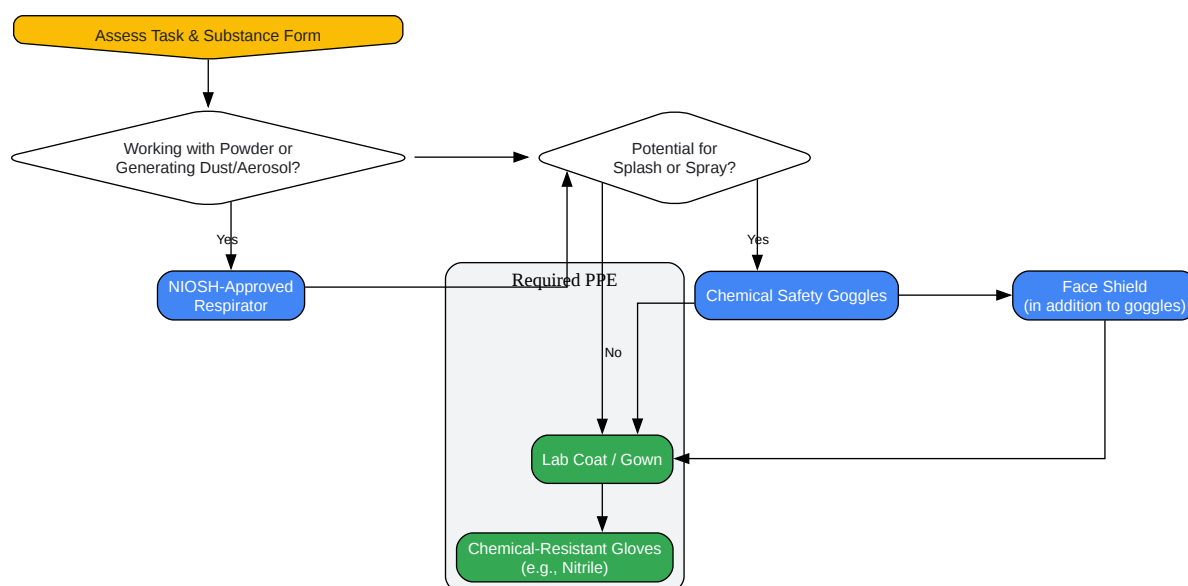 Assess Task & Substance Form
Working with Powder or
Generating Dust/Aerosol?
Potential for
Splash or Spray?
Yes
Yes
NIOSH-Approved
Respirator
Required PPE
Chemical Safety Goggles
Face Shield
(in addition to goggles)
No
Lab Coat / Gown
Chemical-Resistant Gloves
(e.g., Nitrile)